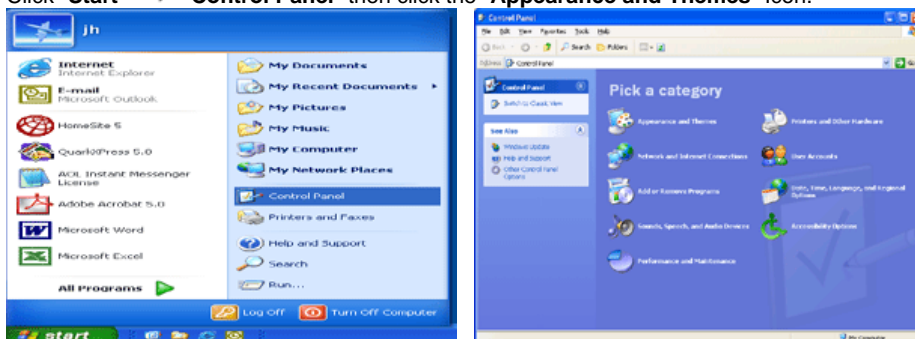 Click "Start" --> "Control Panel" then click the "Appearance and Themes" icon.
jh
Internet
Internet Explorer
E-mail
Microsoft Outlook
HomeSite 5
QuarkXPress 5.0
AOL Instant Messenger
License
Adobe Acrobat 5.0
Microsoft Word
Microsoft Excel
All Programs
My Documents
My Recent Documents
My Pictures
My Music
My Computer
My Network Places
Control Panel
Printers and Faxes
Help and Support
Search
Run...
Log Off
Turn Off Computer
start
Control Panel
File Edit View Favorites Tools Help
Back Search Folders
Address Control Panel
Control Panel
Switch to Classic View
See Also
Windows Update
Help and Support
Other Control Panel
Options
Pick a category
Appearance and Themes
Printers and Other Hardware
Network and Internet Connections
User Accounts
Add or Remove Programs
Date, Time, Language, and Regional
Options
Sounds, Speech, and Audio Devices
Accessibility Options
Performance and Maintenance
My Computer